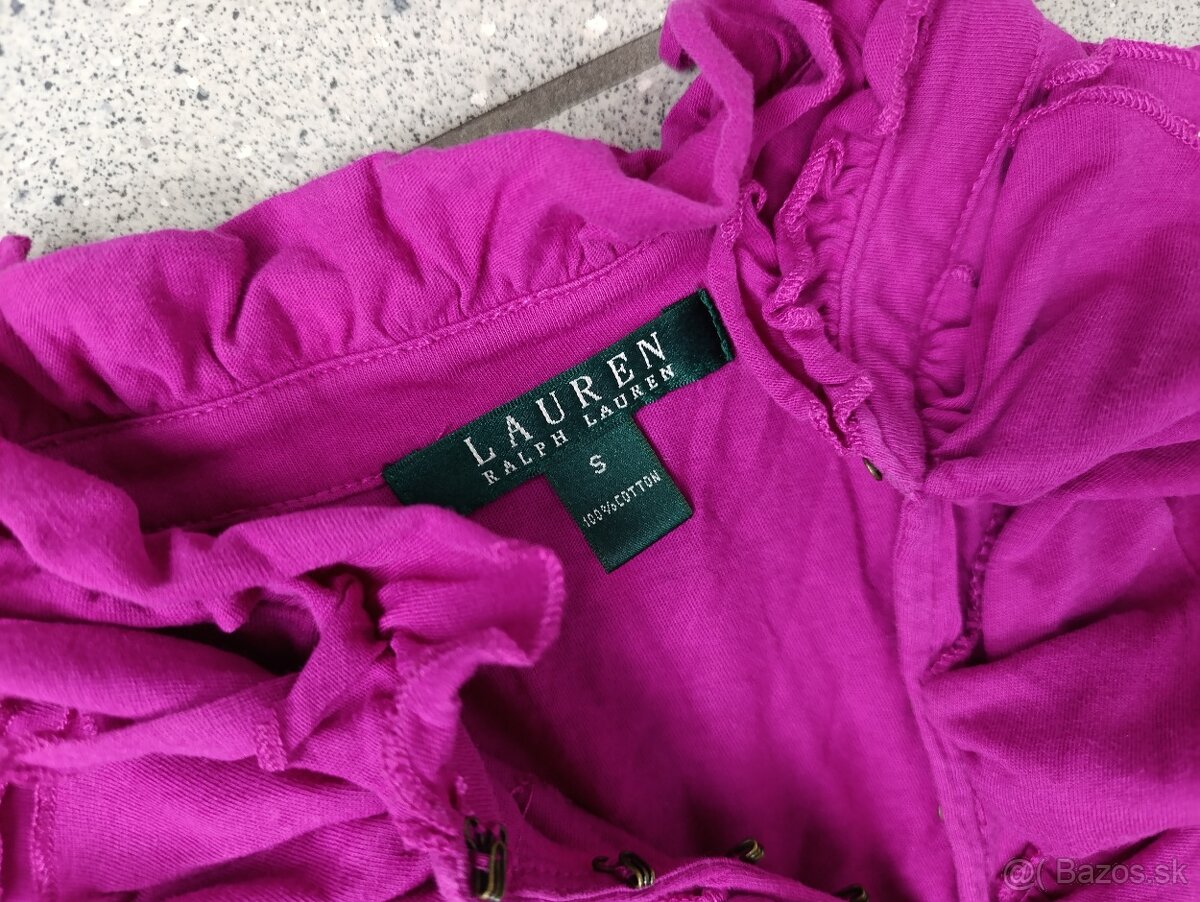 LAUREN
RALPH LAUREN
S
100%COTTON
@( Bazos.sk